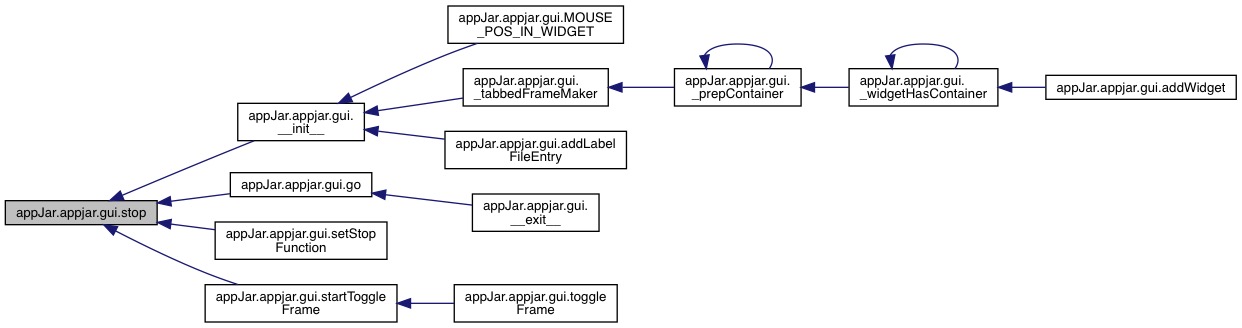 appJar.appjar.gui.MOUSE
_POS_IN_WIDGET
appJar.appjar.gui.
_tabbedFrameMaker
appJar.appjar.gui.
_prepContainer
appJar.appjar.gui.
_widgetHasContainer
appJar.appjar.gui.addWidget
appJar.appjar.gui.
__init__
appJar.appjar.gui.addLabel
FileEntry
appJar.appjar.gui.go
appJar.appjar.gui.
__exit__
appJar.appjar.gui.stop
appJar.appjar.gui.setStop
Function
appJar.appjar.gui.startToggle
Frame
appJar.appjar.gui.toggle
Frame